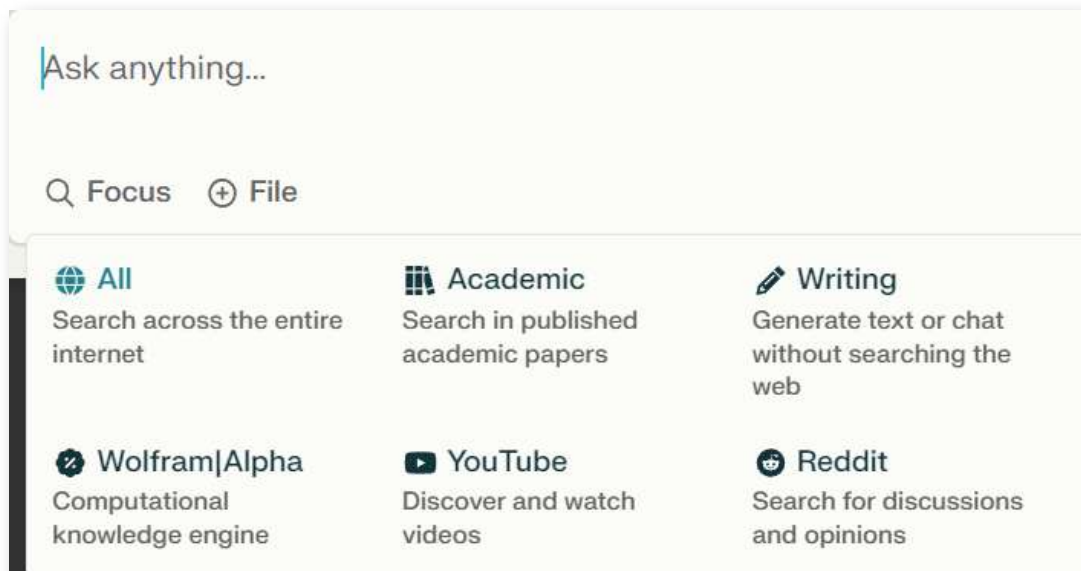 Ask anything...
Focus File
All
Search across the entire
internet
Academic
Search in published
academic papers
Writing
Generate text or chat
without searching the
web
Wolfram|Alpha
Computational
knowledge engine
YouTube
Discover and watch
videos
Reddit
Search for discussions
and opinions